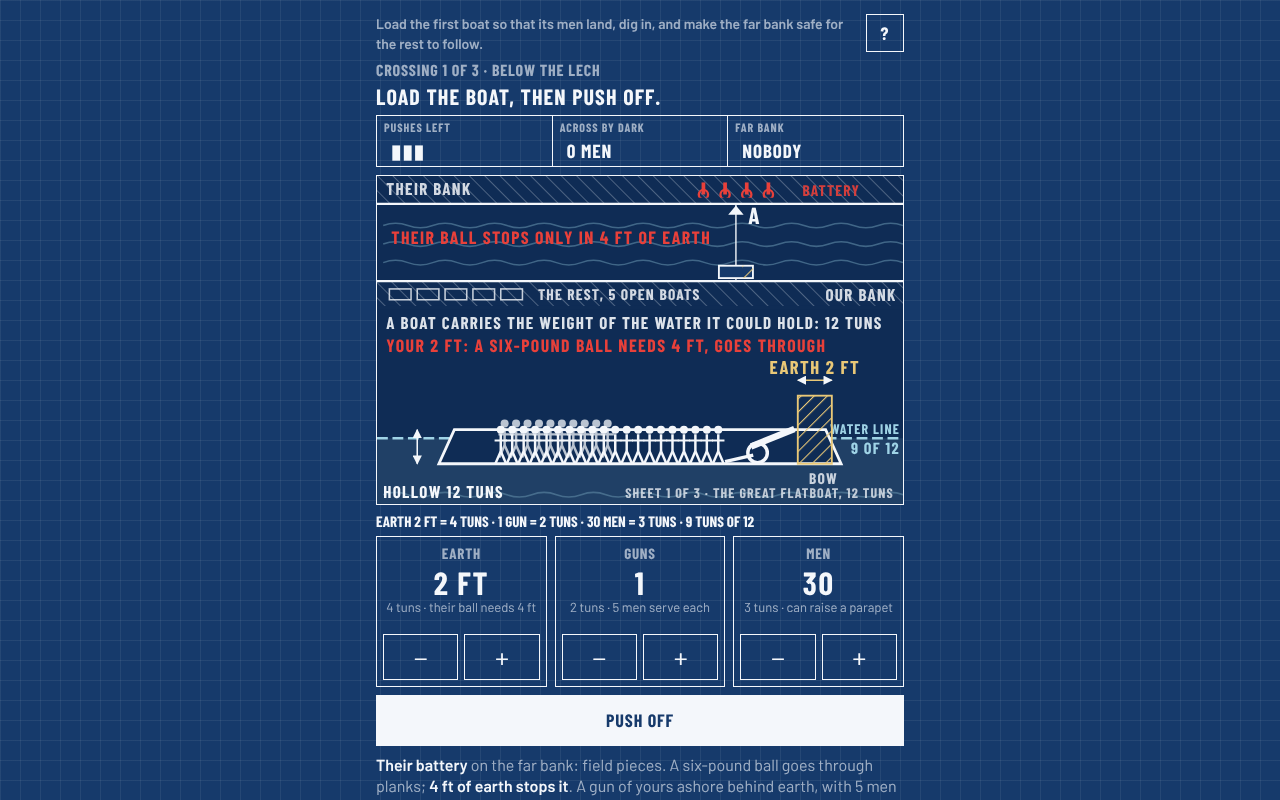 Load the first boat so that its men land, dig in, and make the far bank safe for
the rest to follow.
?
CROSSING 1 OF 3 · BELOW THE LECH
LOAD THE BOAT, THEN PUSH OFF.
PUSHES LEFT
ACROSS BY DARK
0 MEN
FAR BANK
NOBODY
THEIR BANK
BATTERY
A
THEIR BALL STOPS ONLY IN 4 FT OF EARTH
THE REST, 5 OPEN BOATS
OUR BANK
A BOAT CARRIES THE WEIGHT OF THE WATER IT COULD HOLD: 12 TUNS
YOUR 2 FT: A SIX-POUND BALL NEEDS 4 FT, GOES THROUGH
EARTH 2 FT
WATER LINE
9 OF 12
BOW
HOLLOW 12 TUNS
SHEET 1 OF 3 · THE GREAT FLATBOAT, 12 TUNS
EARTH 2 FT = 4 TUNS · 1 GUN = 2 TUNS · 30 MEN = 3 TUNS · 9 TUNS OF 12
EARTH
2 FT
4 tuns · their ball needs 4 ft
− +
GUNS
1
2 tuns · 5 men serve each
− +
MEN
30
3 tuns · can raise a parapet
− +
PUSH OFF
Their battery on the far bank: field pieces. A six-pound ball goes through
planks; 4 ft of earth stops it. A gun of yours ashore behind earth, with 5 men